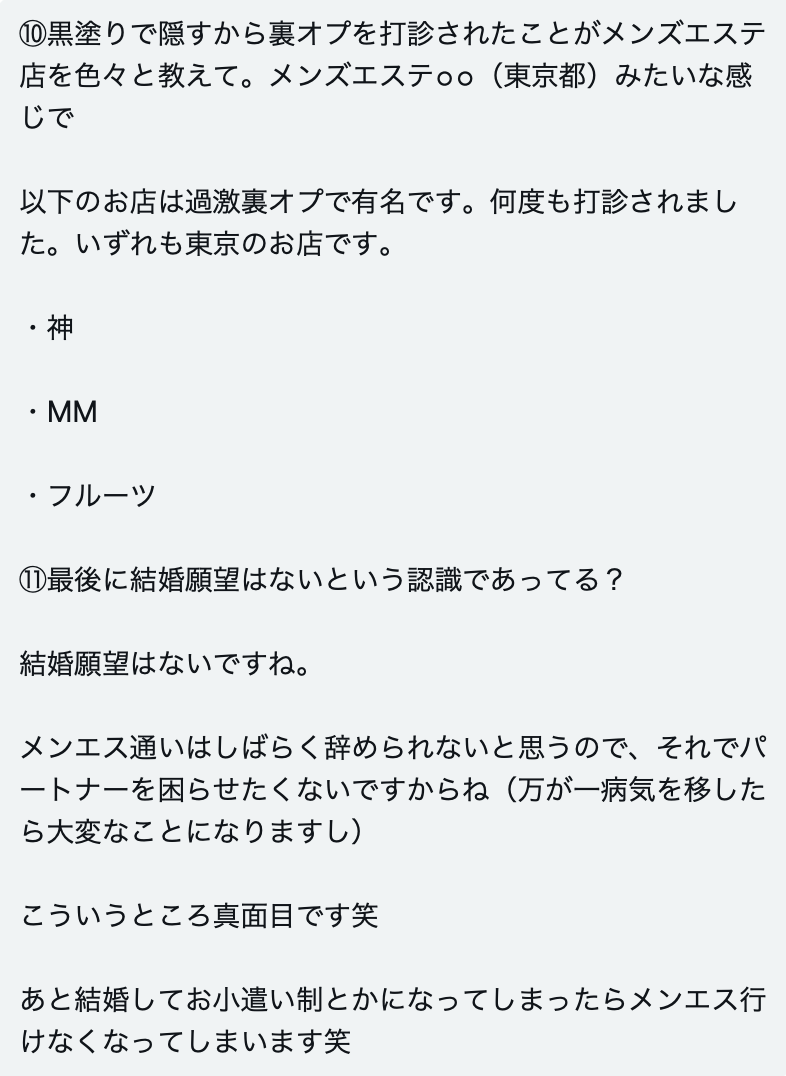 ⑩黒塗りで隠すから裏オプを打診されたことがメンズエステ
店を色々と教えて。メンズエステ○○（東京都）みたいな感
じで
以下のお店は過激裏オプで有名です。何度も打診されまし
た。いずれも東京のお店です。
・神
・MM
・フルーツ
⑪最後に結婚願望はないという認識であってる？
結婚願望はないですね。
メンエス通いはしばらく辞められないと思うので、それでパ
ートナーを困らせたくないですからね（万が一病気を移した
ら大変なことになりますし）
こういうところ真面目です笑
あと結婚してお小遣い制とかになってしまったらメンエス行
けなくなってしまいます笑